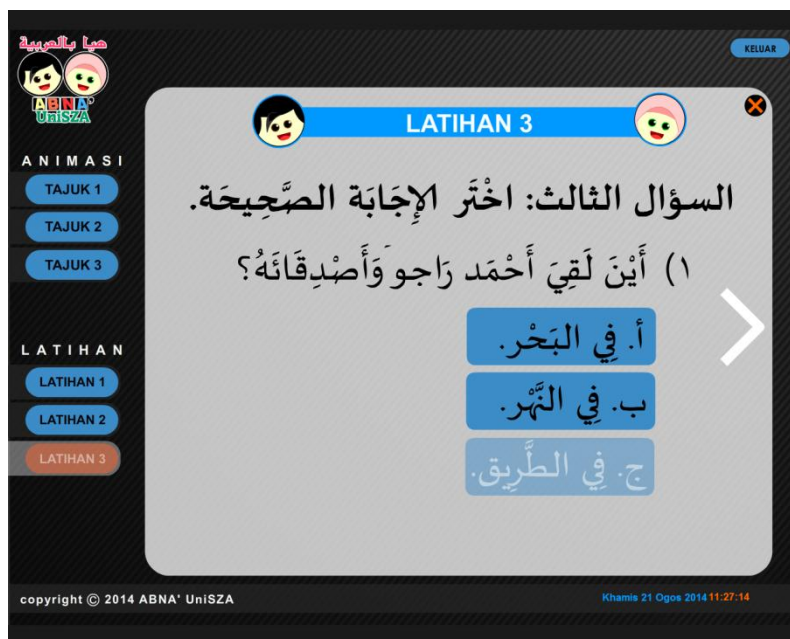 هيا بالعربية
ABNA'
UniSZA
KELUAR
ANIMASI
TAJUK 1
TAJUK 2
TAJUK 3
LATIHAN
LATIHAN 1
LATIHAN 2
LATIHAN 3
LATIHAN 3
السؤال الثالث: اخْتَر الإِجَابَة الصَّحِيحَة.
١) أَيْنَ لَقِيَ أَحْمَد رَاجو وَأَصْدِقَائَهُ؟
أ. فِي البَحْر.
ب. فِي النَّهْر.
ج. فِي الطَّرِيق.
copyright © 2014 ABNA' UniSZA
Khamis 21 Ogos 2014 11:27:14